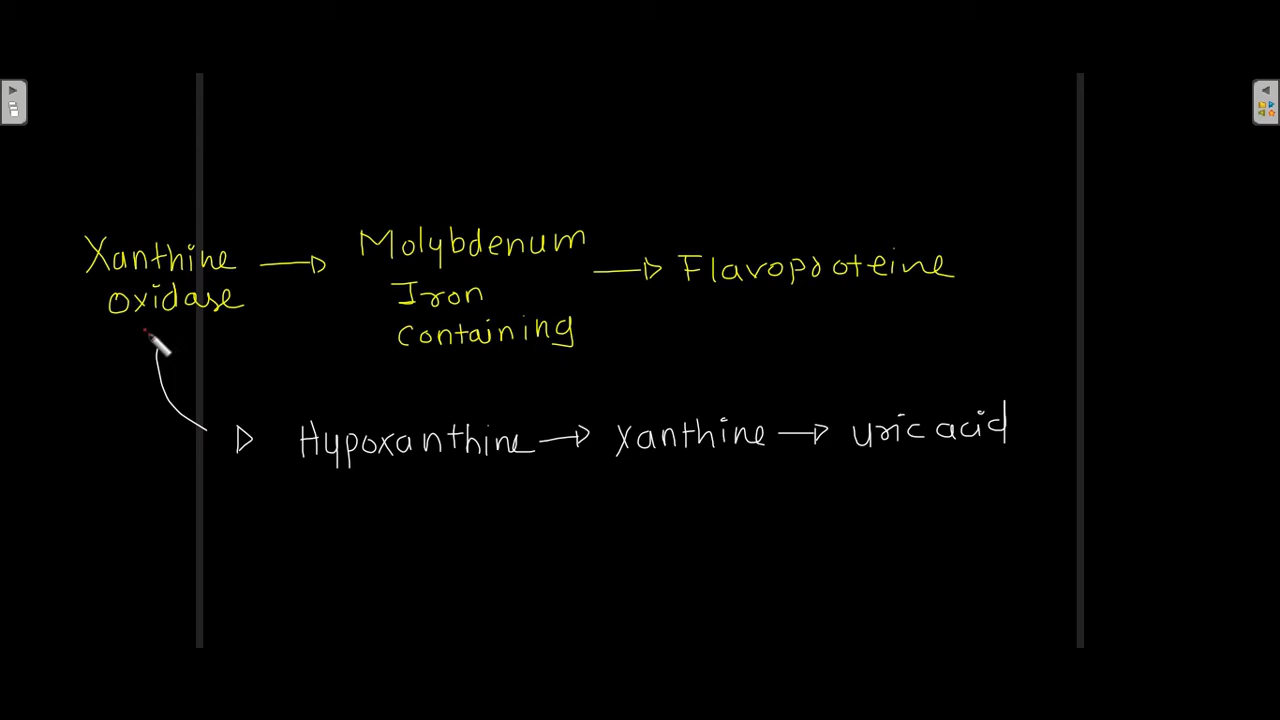 Xanthine oxidase → Molybdenum Iron containing → Flavoproteine
▷ Hypoxanthine → Xanthine → uric acid